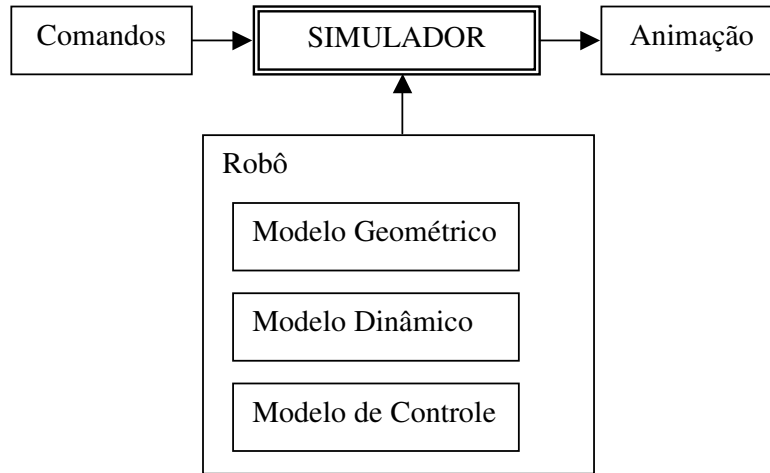 Comandos
SIMULADOR
Animação
Robô
Modelo Geométrico
Modelo Dinâmico
Modelo de Controle